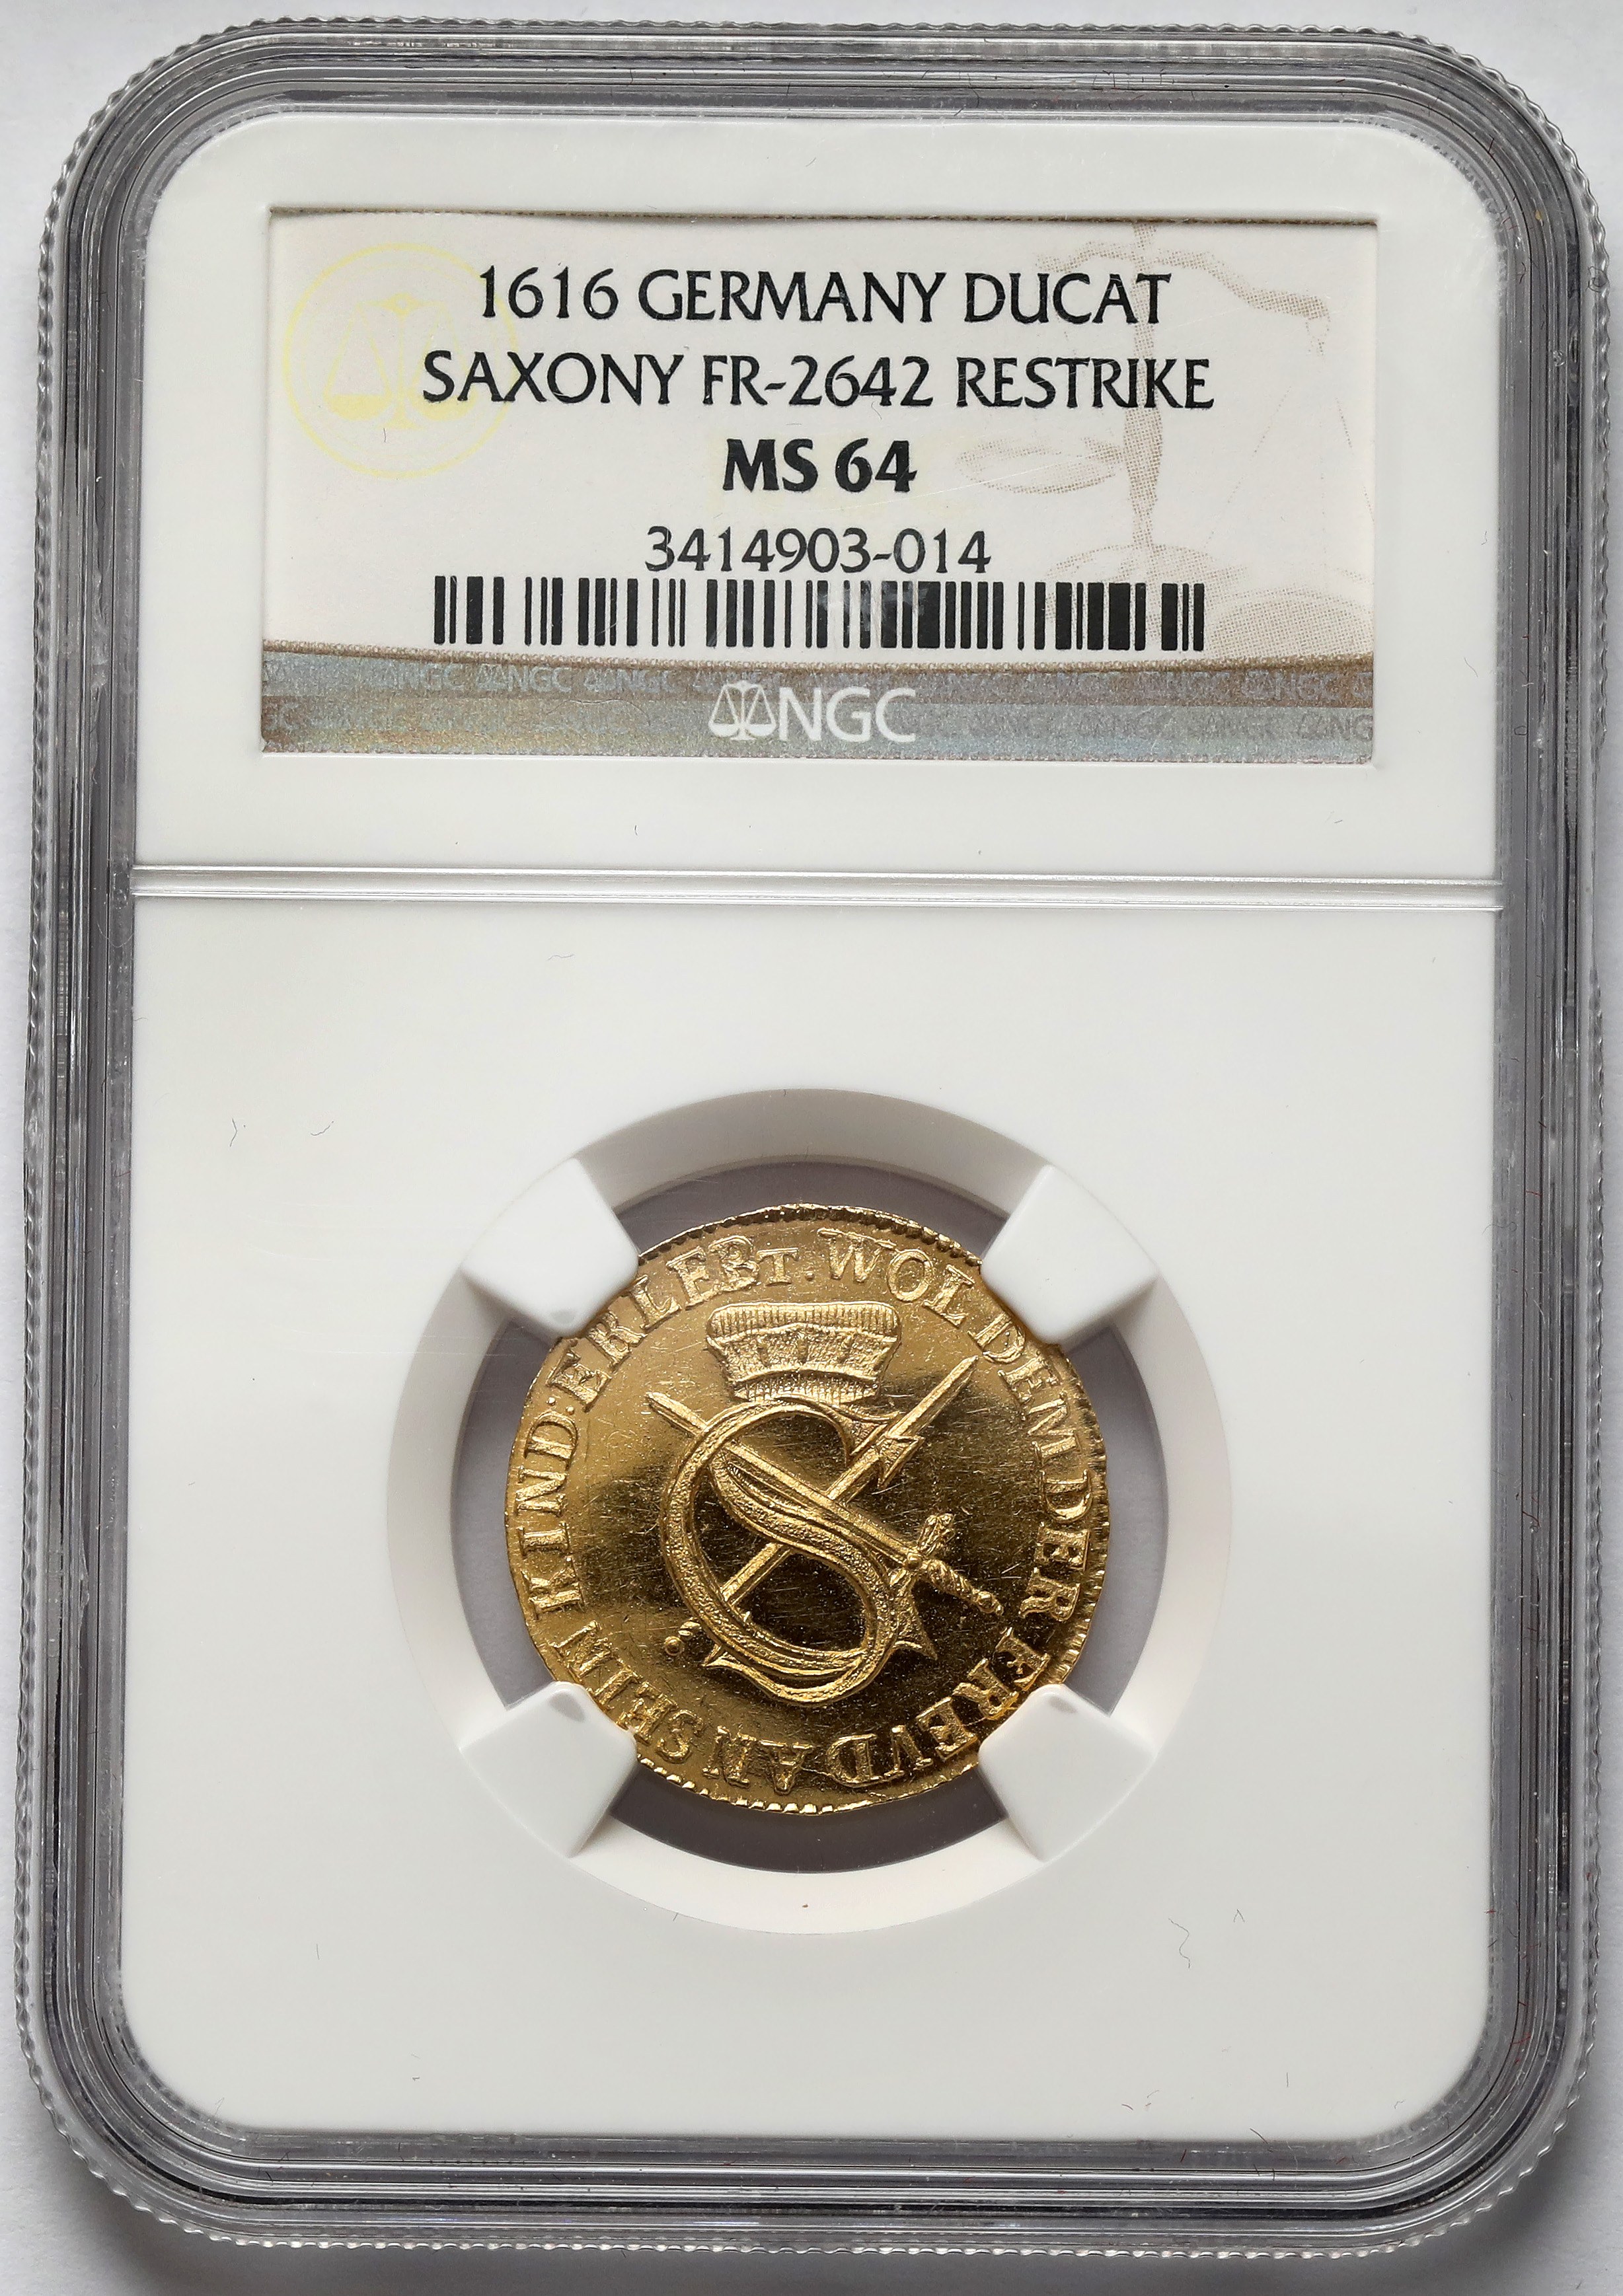 1616 GERMANY DUCAT
SAXONY FR-2642 RESTRIKE
MS 64
3414903-014
NGC
WOL DEM DER FREVD AN SEIN KIND: ERLEBT.